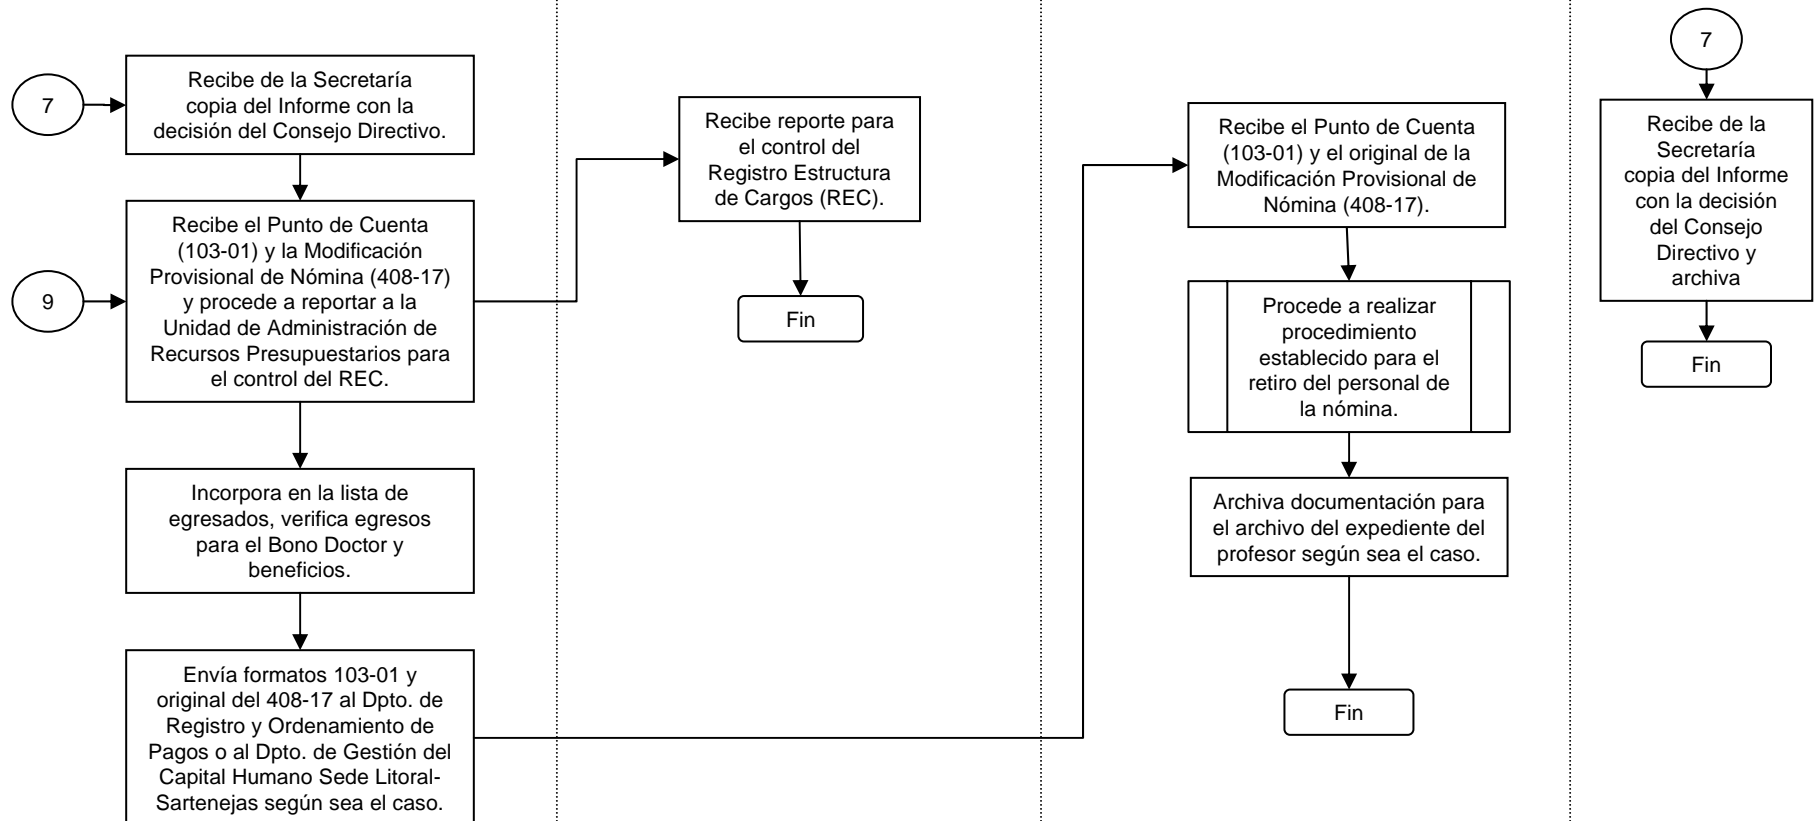 7
Recibe de la Secretaría
copia del Informe con la
decisión del Consejo Directivo.
9
Recibe el Punto de Cuenta
(103-01) y la Modificación
Provisional de Nómina (408-17)
y procede a reportar a la
Unidad de Administración de
Recursos Presupuestarios para
el control del REC.
Incorpora en la lista de
egresados, verifica egresos
para el Bono Doctor y
beneficios.
Envía formatos 103-01 y
original del 408-17 al Dpto. de
Registro y Ordenamiento de
Pagos o al Dpto. de Gestión del
Capital Humano Sede Litoral-
Sartenejas según sea el caso.
Recibe reporte para
el control del
Registro Estructura
de Cargos (REC).
Fin
Recibe el Punto de Cuenta
(103-01) y el original de la
Modificación Provisional de
Nómina (408-17).
Procede a realizar
procedimiento
establecido para el
retiro del personal de
la nómina.
Archiva documentación para
el archivo del expediente del
profesor según sea el caso.
Fin
7
Recibe de la
Secretaría
copia del Informe
con la decisión
del Consejo
Directivo y
archiva
Fin